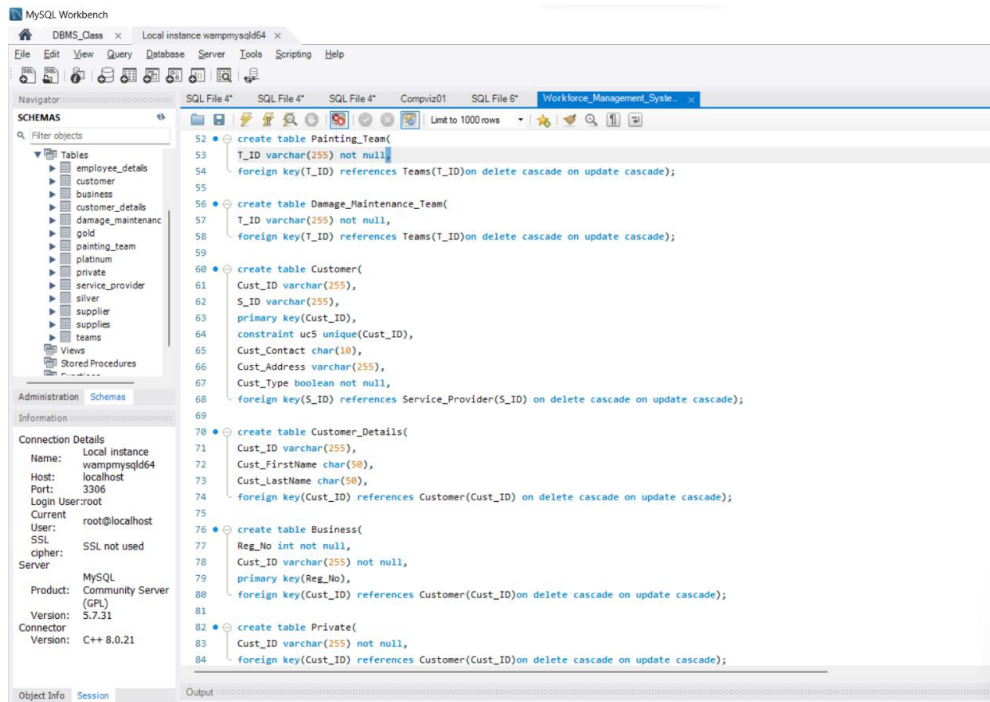 MySQL Workbench
DBMS_Class × Local instance wampmysqld64 ×
File Edit View Query Database Server Tools Scripting Help
Navigator
SCHEMAS
Filter objects
Tables
employee_details
customer
business
customer_details
damage_maintenanc
gold
painting_team
platinum
private
service_provider
silver
supplier
supplies
teams
Views
Stored Procedures
Administration Schemas
Information
Connection Details
Name: Local instance
wampmysqld64
Host: localhost
Port: 3306
Login User:root
Current
User: root@localhost
SSL
cipher: SSL not used
Server
Product: MySQL
Community Server
(GPL)
Version: 5.7.31
Connector
Version: C++ 8.0.21
Object Info Session
SQL File 4* SQL File 4* SQL File 4* Compviz01 SQL File 6* Workforce_Management_Syste... ×
Limit to 1000 rows
52 create table Painting_Team(
53 T_ID varchar(255) not null,
54 foreign key(T_ID) references Teams(T_ID)on delete cascade on update cascade);
55
56 create table Damage_Maintenance_Team(
57 T_ID varchar(255) not null,
58 foreign key(T_ID) references Teams(T_ID)on delete cascade on update cascade);
59
60 create table Customer(
61 Cust_ID varchar(255),
62 S_ID varchar(255),
63 primary key(Cust_ID),
64 constraint uc5 unique(Cust_ID),
65 Cust_Contact char(10),
66 Cust_Address varchar(255),
67 Cust_Type boolean not null,
68 foreign key(S_ID) references Service_Provider(S_ID) on delete cascade on update cascade);
69
70 create table Customer_Details(
71 Cust_ID varchar(255),
72 Cust_FirstName char(50),
73 Cust_LastName char(50),
74 foreign key(Cust_ID) references Customer(Cust_ID) on delete cascade on update cascade);
75
76 create table Business(
77 Reg_No int not null,
78 Cust_ID varchar(255) not null,
79 primary key(Reg_No),
80 foreign key(Cust_ID) references Customer(Cust_ID)on delete cascade on update cascade);
81
82 create table Private(
83 Cust_ID varchar(255) not null,
84 foreign key(Cust_ID) references Customer(Cust_ID)on delete cascade on update cascade);
Output